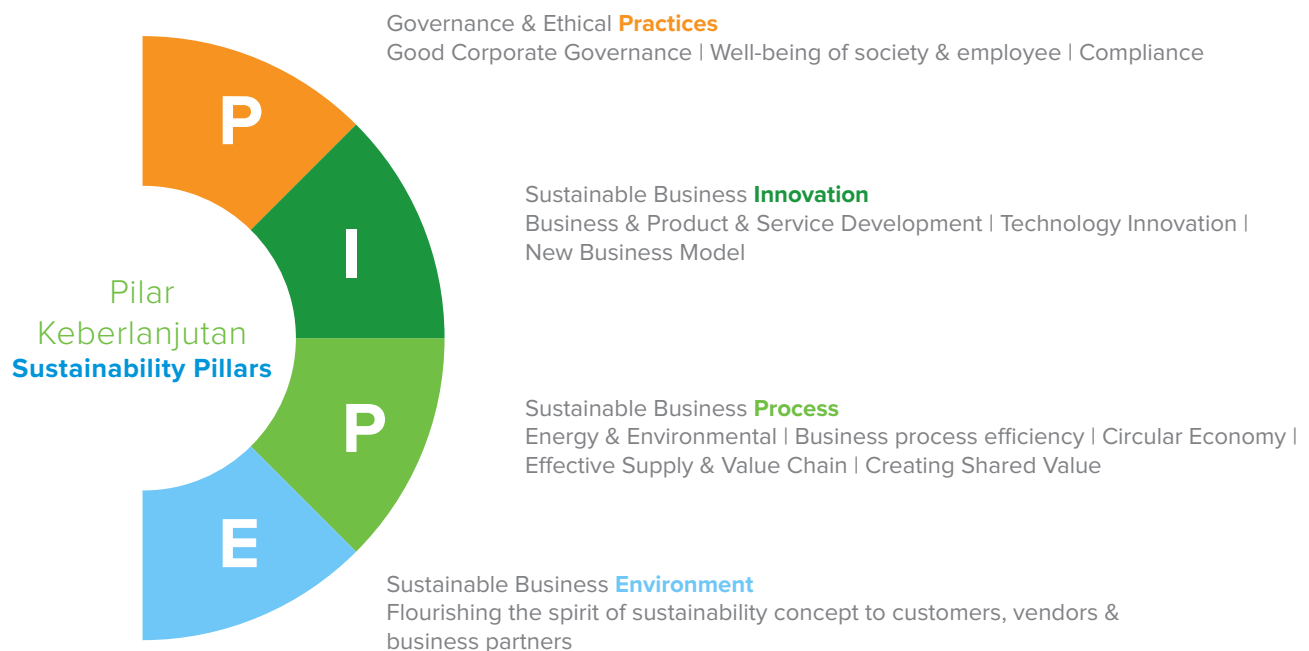 Governance & Ethical Practices
Good Corporate Governance | Well-being of society & employee | Compliance
P
I
Sustainable Business Innovation
Business & Product & Service Development | Technology Innovation |
New Business Model
Pilar
Keberlanjutan
Sustainability Pillars
P
Sustainable Business Process
Energy & Environmental | Business process efficiency | Circular Economy |
Effective Supply & Value Chain | Creating Shared Value
E
Sustainable Business Environment
Flourishing the spirit of sustainability concept to customers, vendors &
business partners